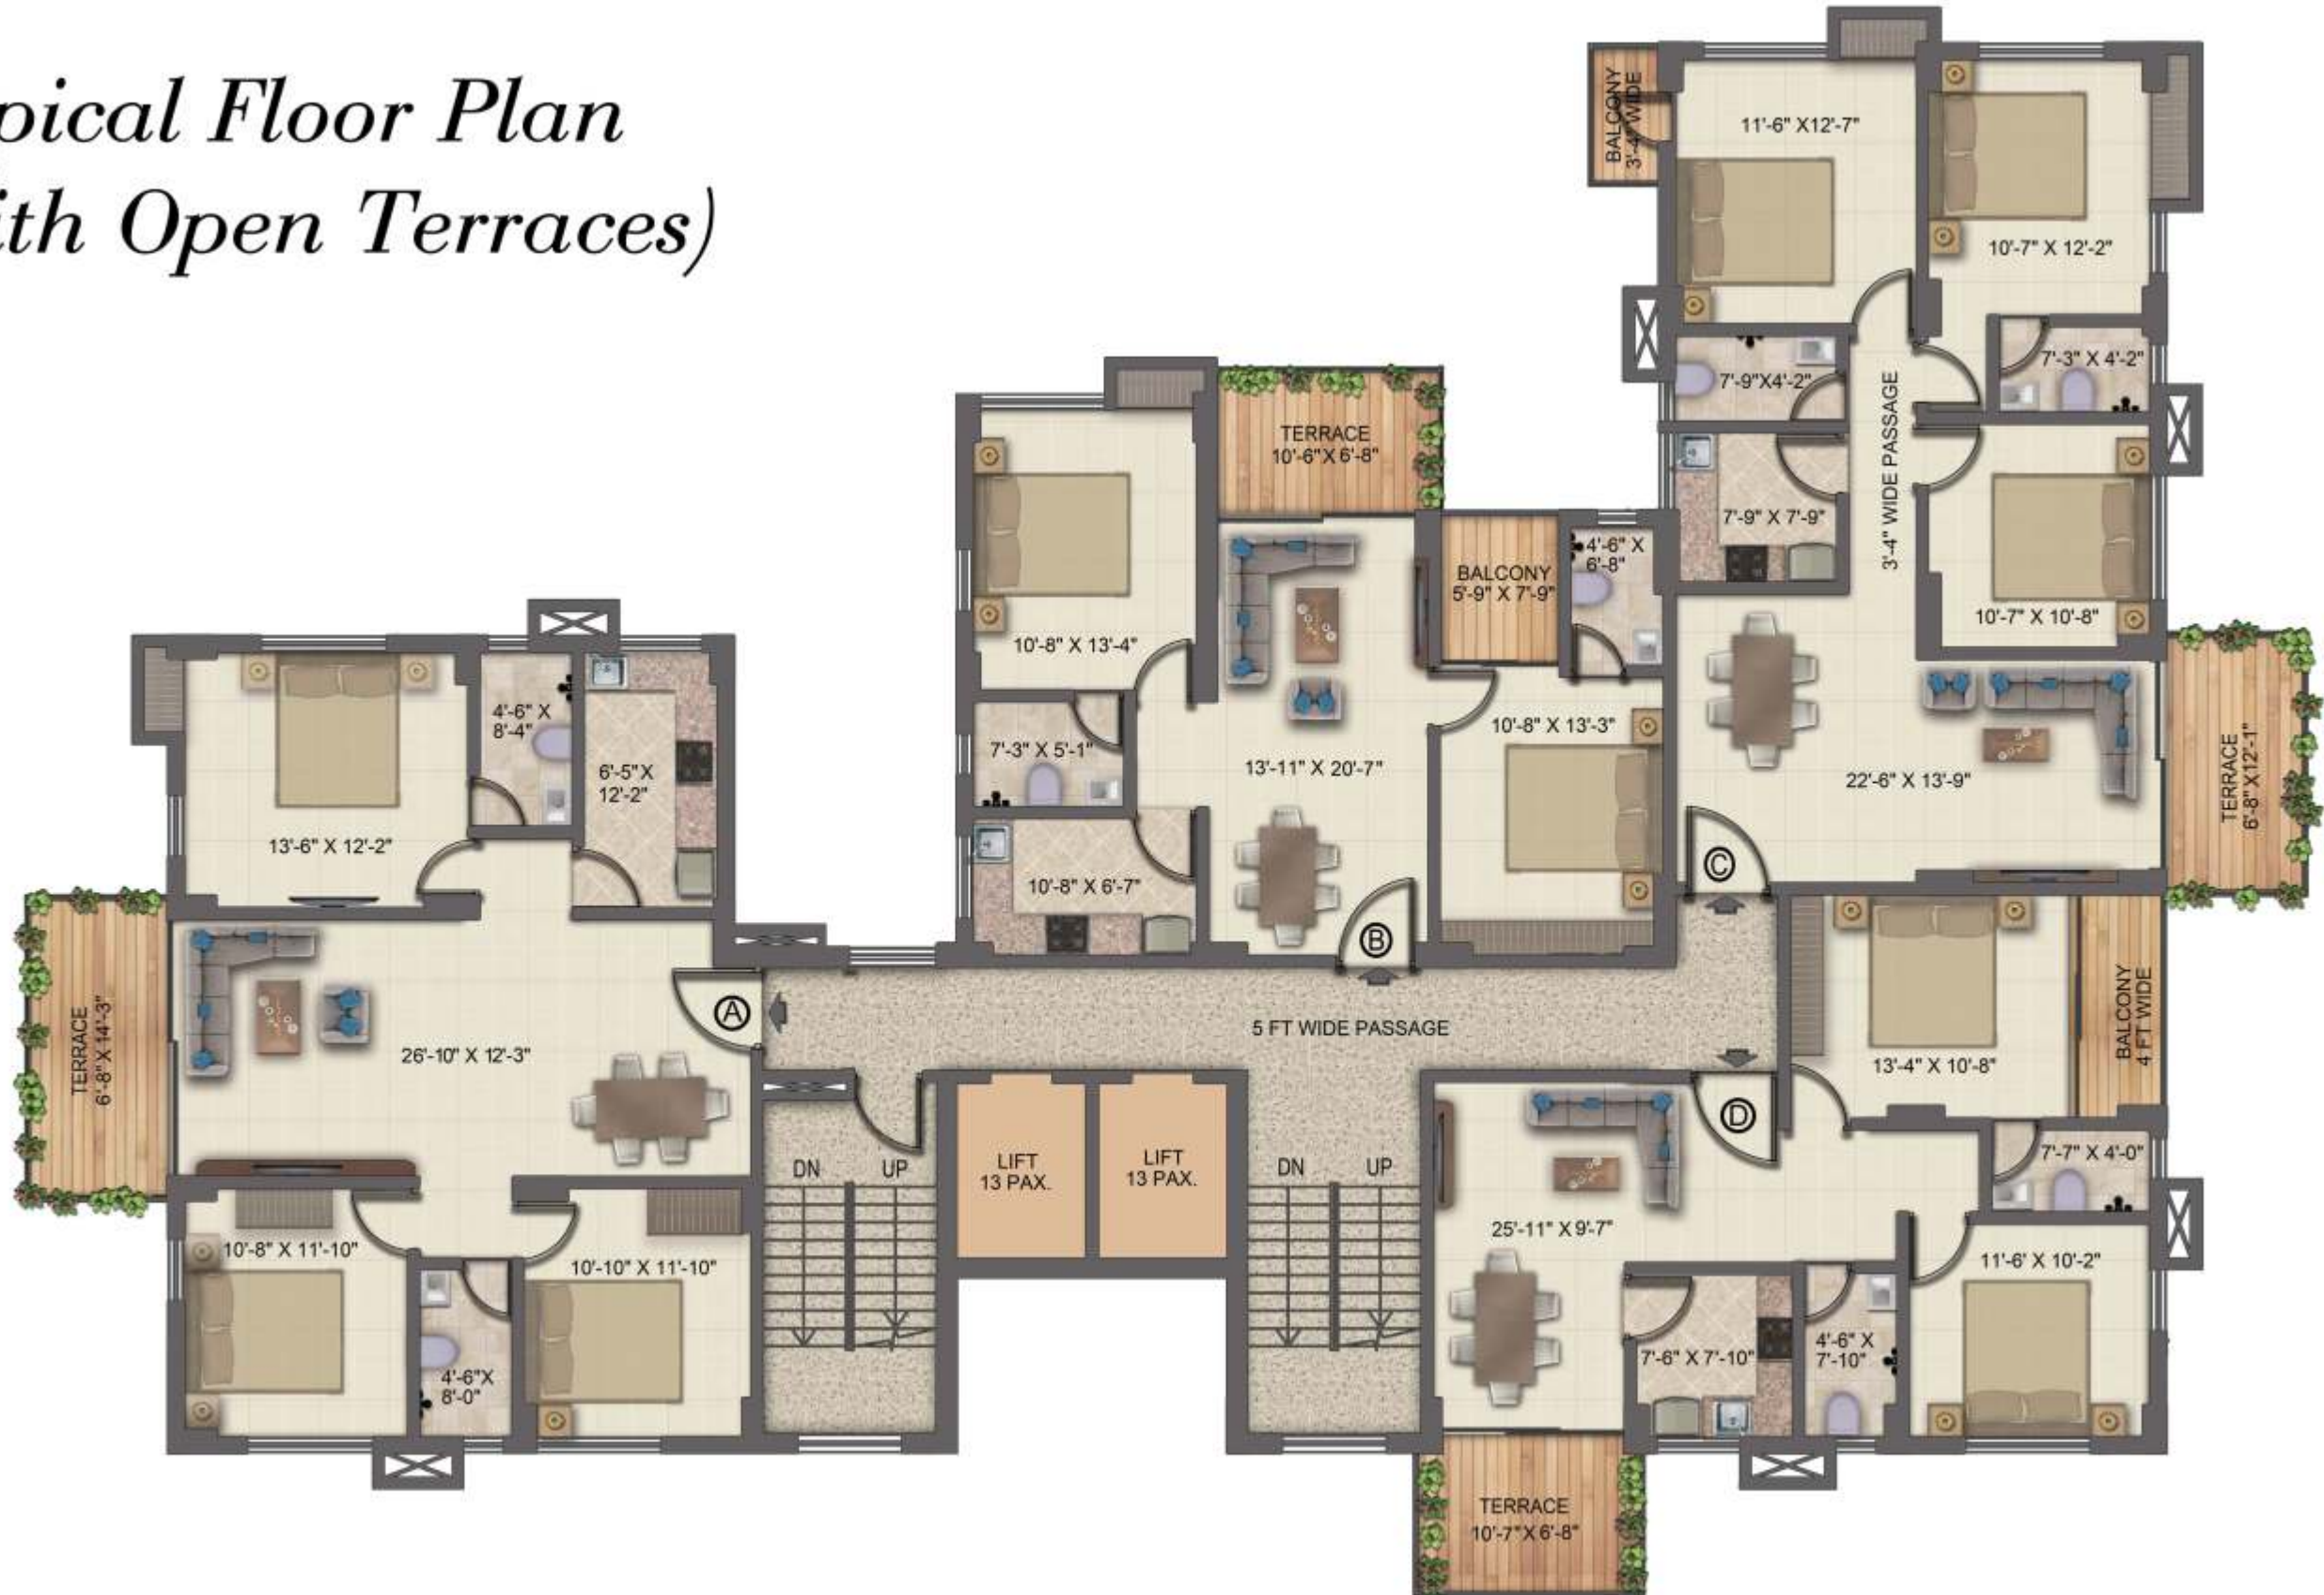 pical Floor Plan
ith Open Terraces)
BALCONY
3'-4" WIDE
11'-6" X12'-7"
10'-7" X 12'-2"
7'-9"X4'-2"
7'-3" X 4'-2"
3'-4" WIDE PASSAGE
7'-9" X 7'-9"
10'-7" X 10'-8"
TERRACE
10'-6"X 6'-8"
BALCONY
5'-9" X 7'-9"
4'-6" X
6'-8"
10'-8" X 13'-4"
7'-3" X 5'-1"
13'-11" X 20'-7"
10'-8" X 13'-3"
10'-8" X 6'-7"
B
22'-6" X 13'-9"
C
TERRACE
6'-8" X12'-1"
4'-6" X
8'-4"
6'-5"X
12'-2"
13'-6" X 12'-2"
TERRACE
6'-8" X 14'-3"
26'-10" X 12'-3"
A
5 FT WIDE PASSAGE
13'-4" X 10'-8"
BALCONY
4 FT WIDE
D
DN
UP
LIFT
13 PAX.
LIFT
13 PAX.
DN
UP
7'-7" X 4'-0"
25'-11" X 9'-7"
10'-8" X 11'-10"
10'-10" X 11'-10"
11'-6' X 10'-2"
4'-6"X
8'-0"
7'-6" X 7'-10"
4'-6" X
7'-10"
TERRACE
10'-7"X 6'-8"